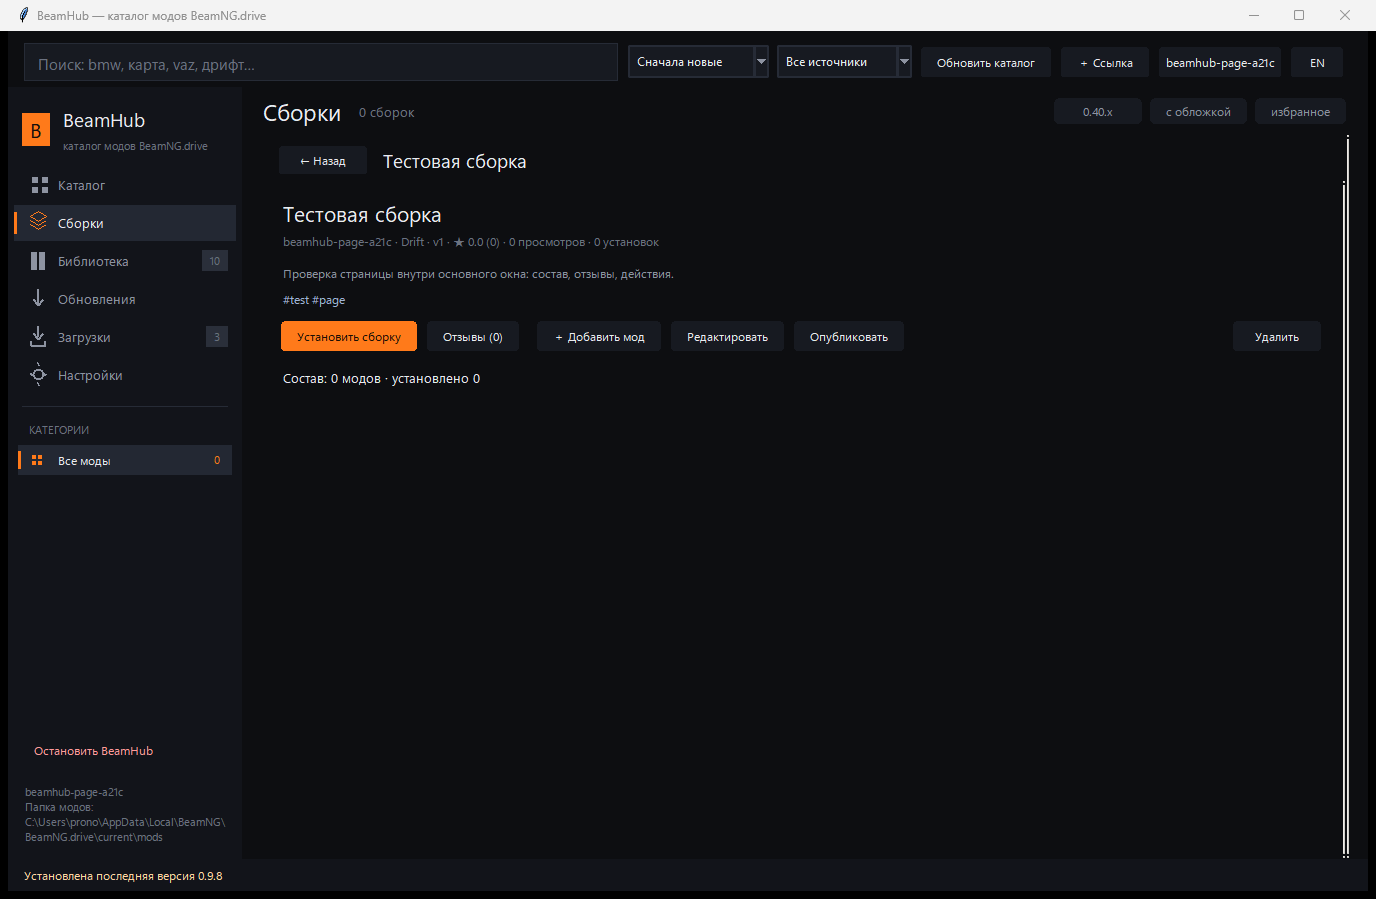 BeamHub — каталог модов BeamNG.drive
Поиск: bmw, карта, vaz, дрифт...
Сначала новые
Все источники
Обновить каталог
+ Ссылка
beamhub-page-a21c
EN
B
BeamHub
каталог модов BeamNG.drive
Каталог
Сборки
Библиотека 10
Обновления
Загрузки 3
Настройки
КАТЕГОРИИ
Все моды 0
Остановить BeamHub
beamhub-page-a21c
Папка модов:
C:\Users\prono\AppData\Local\BeamNG\
BeamNG.drive\current\mods
Сборки 0 сборок
0.40.x
с обложкой
избранное
← Назад
Тестовая сборка
Тестовая сборка
beamhub-page-a21c · Drift · v1 · ★ 0.0 (0) · 0 просмотров · 0 установок
Проверка страницы внутри основного окна: состав, отзывы, действия.
#test #page
Установить сборку
Отзывы (0)
+ Добавить мод
Редактировать
Опубликовать
Удалить
Состав: 0 модов · установлено 0
Установлена последняя версия 0.9.8